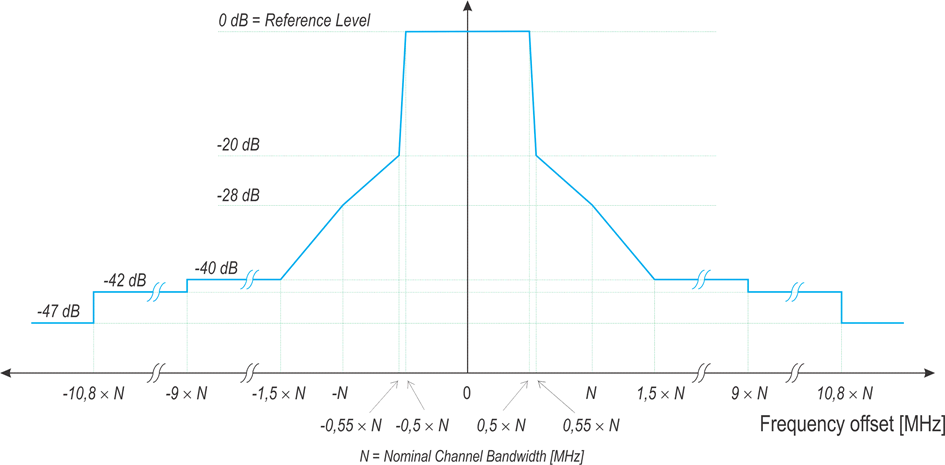 0 dB = Reference Level
-20 dB
-28 dB
-40 dB
-42 dB
-47 dB
-10,8 × N -9 × N -1,5 × N -N 0 N 1,5 × N 9 × N 10,8 × N
-0,55 × N -0,5 × N 0,5 × N 0,55 × N
Frequency offset [MHz]
N = Nominal Channel Bandwidth [MHz]